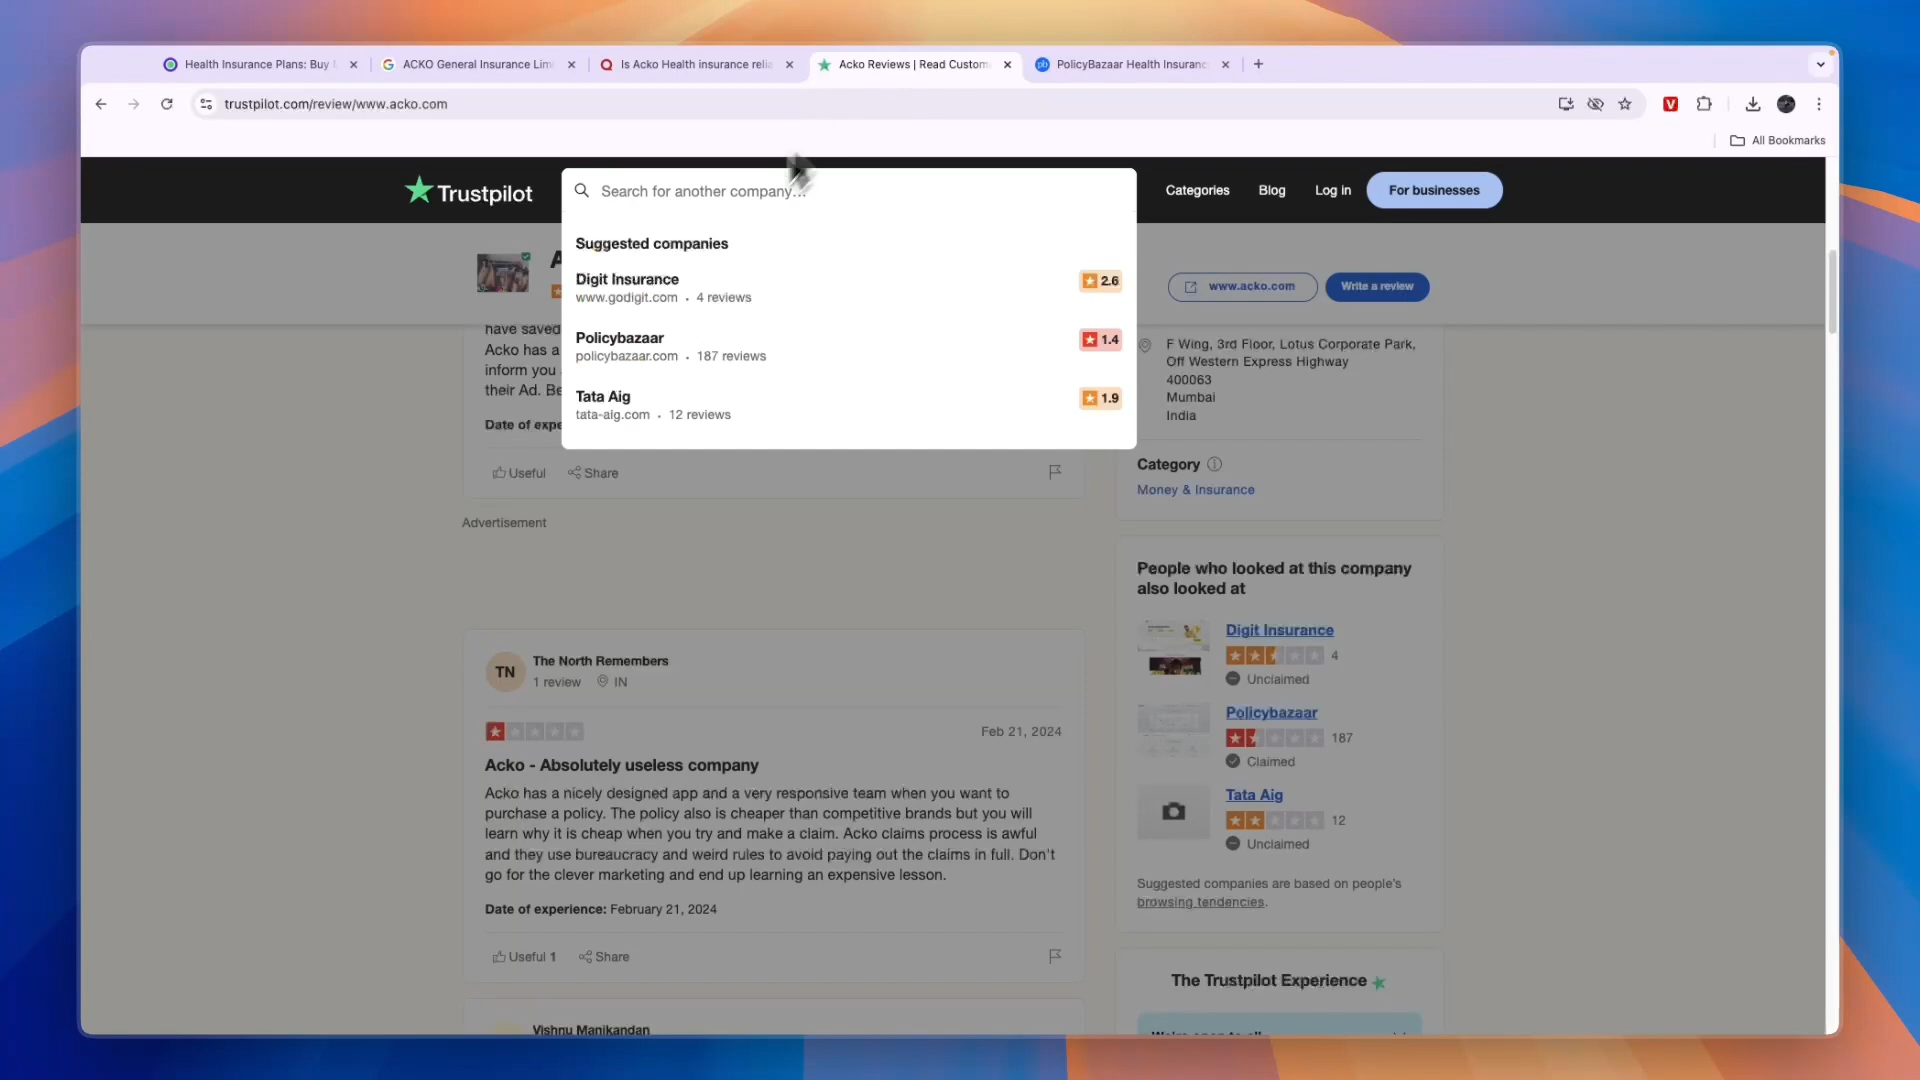 Health Insurance Plans: Buy
ACKO General Insurance Lim
Is Acko Health insurance relia
Acko Reviews | Read Custom
PolicyBazaar Health Insuranc
trustpilot.com/review/www.acko.com
All Bookmarks
Trustpilot
Search for another company...
Categories
Blog
Log in
For businesses
Suggested companies
Digit Insurance
www.godigit.com . 4 reviews
2.6
Policybazaar
policybazaar.com . 187 reviews
1.4
Tata Aig
tata-aig.com . 12 reviews
1.9
www.acko.com
Write a review
have saved
Acko has a
inform you
their Ad. Be
Date of expe
Useful
Share
Advertisement
TN
The North Remembers
1 review IN
Feb 21, 2024
Acko - Absolutely useless company
Acko has a nicely designed app and a very responsive team when you want to
purchase a policy. The policy also is cheaper than competitive brands but you will
learn why it is cheap when you try and make a claim. Acko claims process is awful
and they use bureaucracy and weird rules to avoid paying out the claims in full. Don't
go for the clever marketing and end up learning an expensive lesson.
Date of experience: February 21, 2024
Useful 1
Share
Vishnu Manikandan
F Wing, 3rd Floor, Lotus Corporate Park,
Off Western Express Highway
400063
Mumbai
India
Category
Money & Insurance
People who looked at this company
also looked at
Digit Insurance
4
Unclaimed
Policybazaar
187
Claimed
Tata Aig
12
Unclaimed
Suggested companies are based on people's
browsing tendencies.
The Trustpilot Experience
We're open to all